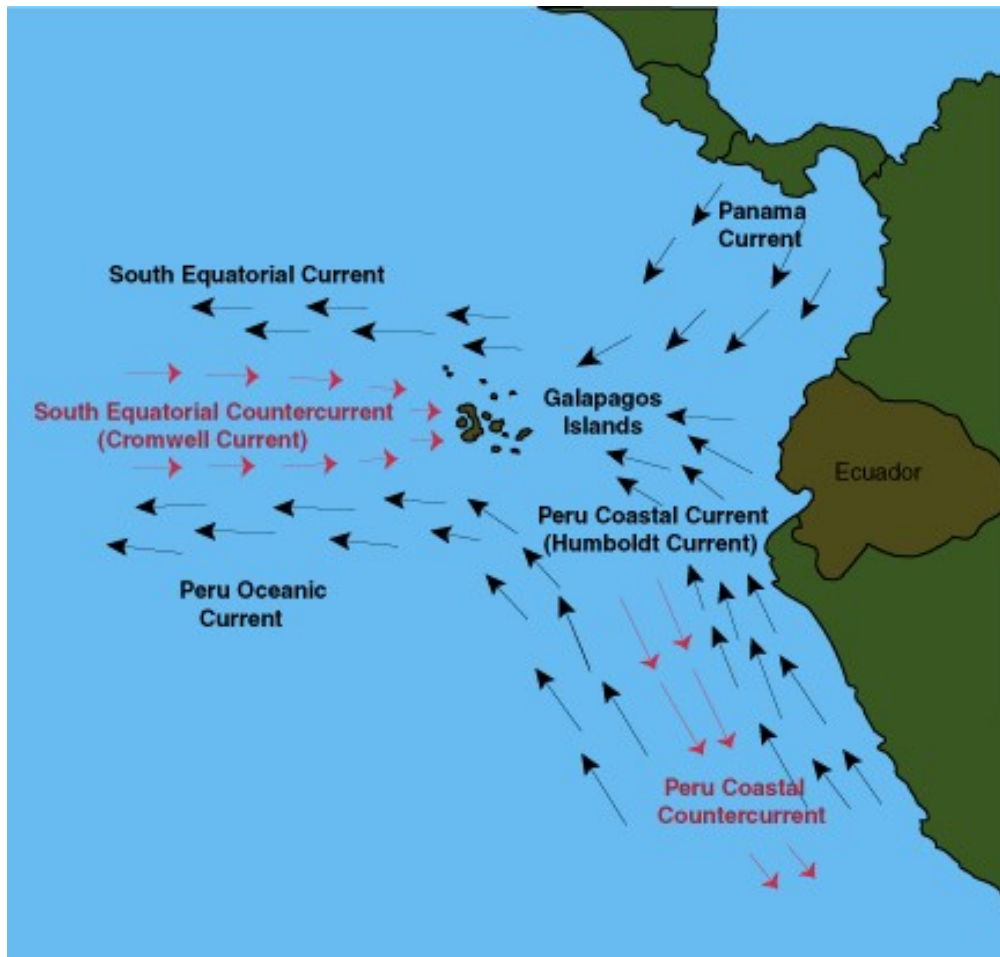 Panama
Current
South Equatorial Current
Galapagos
Islands
South Equatorial Countercurrent
(Cromwell Current)
Ecuador
Peru Coastal Current
(Humboldt Current)
Peru Oceanic
Current
Peru Coastal
Countercurrent